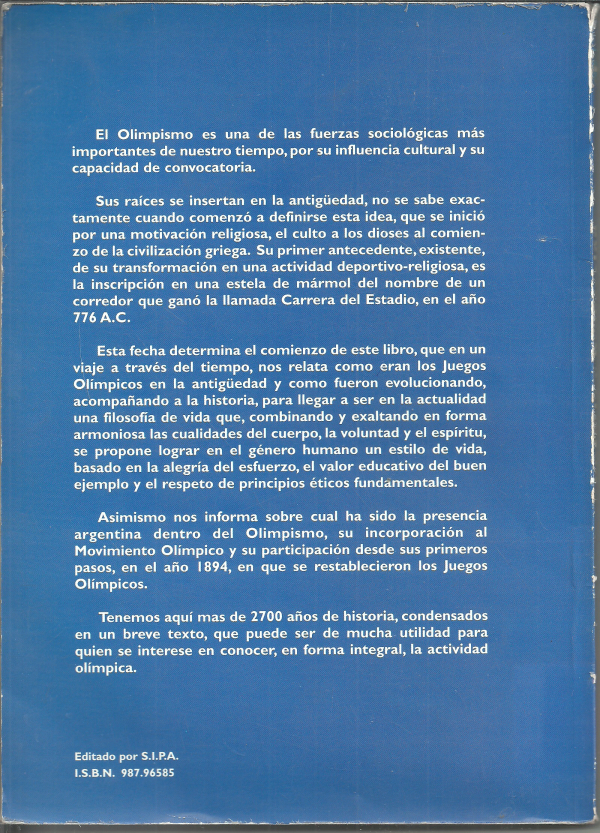 El Olimpismo es una de las fuerzas sociológicas más
importantes de nuestro tiempo, por su influencia cultural y su
capacidad de convocatoria.
Sus raíces se insertan en la antigüedad, no se sabe exac-
tamente cuando comenzó a definirse esta idea, que se inició
por una motivación religiosa, el culto a los dioses al comien-
zo de la civilización griega. Su primer antecedente, existente,
de su transformación en una actividad deportivo-religiosa, es
la inscripción en una estela de mármol del nombre de un
corredor que ganó la llamada Carrera del Estadio, en el año
776 A.C.
Esta fecha determina el comienzo de este libro, que en un
viaje a través del tiempo, nos relata como eran los Juegos
Olímpicos en la antigüedad y como fueron evolucionando,
acompañando a la historia, para llegar a ser en la actualidad
una filosofía de vida que, combinando y exaltando en forma
armoniosa las cualidades del cuerpo, la voluntad y el espíritu,
se propone lograr en el género humano un estilo de vida,
basado en la alegría del esfuerzo, el valor educativo del buen
ejemplo y el respeto de principios éticos fundamentales.
Asimismo nos informa sobre cual ha sido la presencia
argentina dentro del Olimpismo, su incorporación al
Movimiento Olímpico y su participación desde sus primeros
pasos, en el año 1894, en que se restablecieron los Juegos
Olímpicos.
Tenemos aquí mas de 2700 años de historia, condensados
en un breve texto, que puede ser de mucha utilidad para
quien se interese en conocer, en forma integral, la actividad
olímpica.
Editado por S.I.P.A.
I.S.B.N. 987.96585